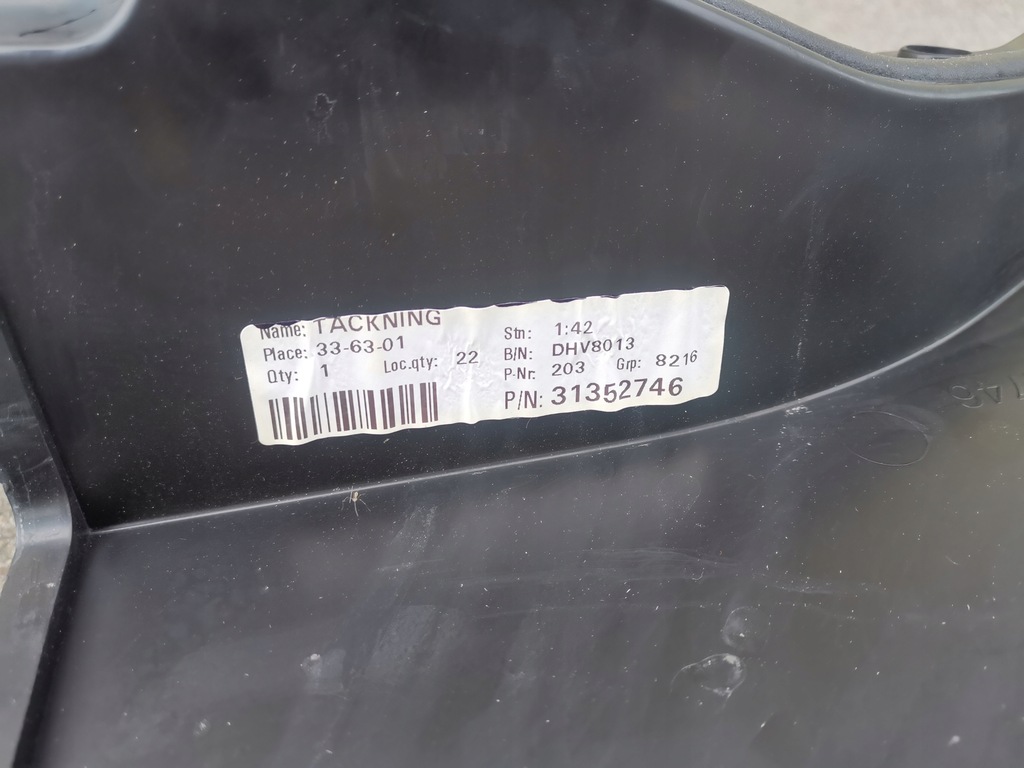 Name: TACKNING
Place: 33-63-01
Qty: 1 Loc.qty: 22
Stn: 1:42
B/N: DHV8013
P-Nr: 203 Grp: 8216
P/N: 31352746